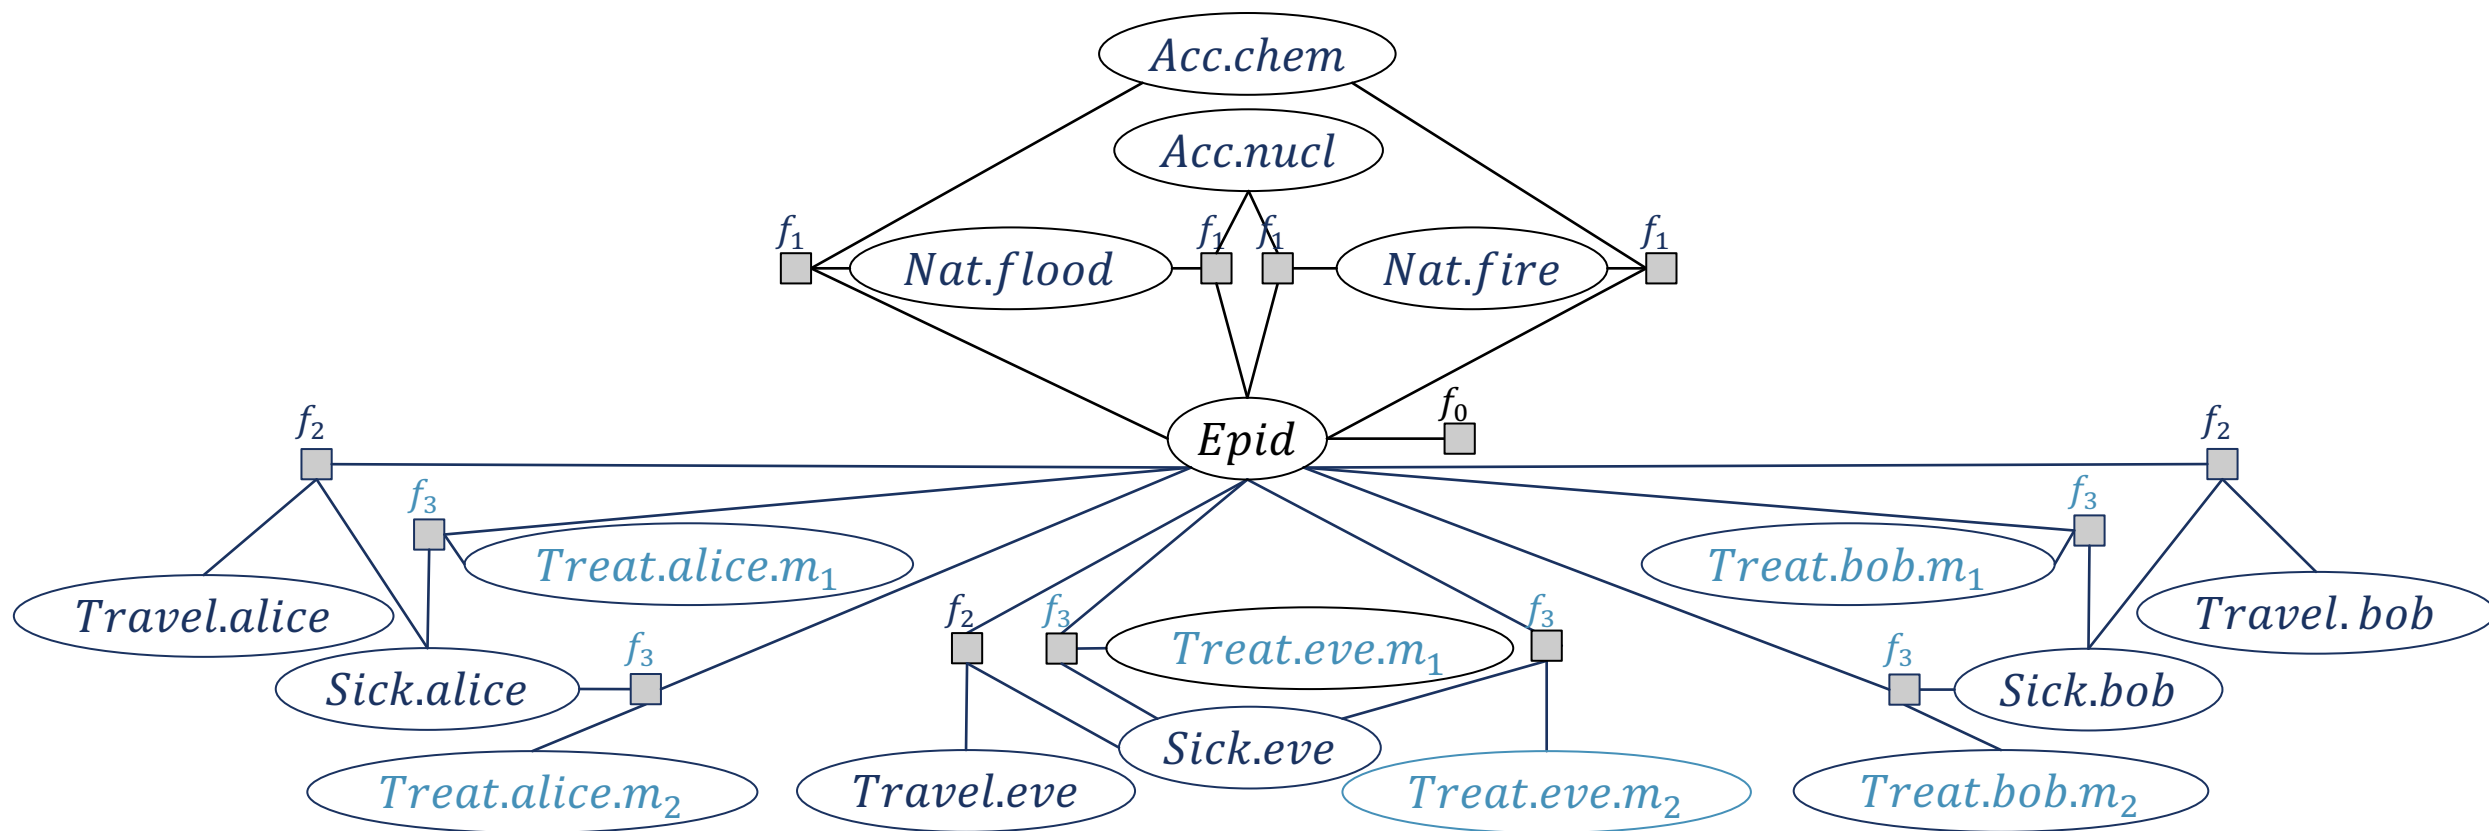 Acc.chem
Acc.nucl
f₁ f₁ f₁ f₁
Nat.flood Nat.fire
f₀
Epid
f₂ f₂
f₃ f₃
Treat.alice.m₁ Treat.bob.m₁
Travel.alice f₂ f₃ f₃ Travel.bob
Treat.eve.m₁
f₃ f₃
Sick.alice Sick.bob
Sick.eve
Treat.alice.m₂ Travel.eve Treat.eve.m₂ Treat.bob.m₂